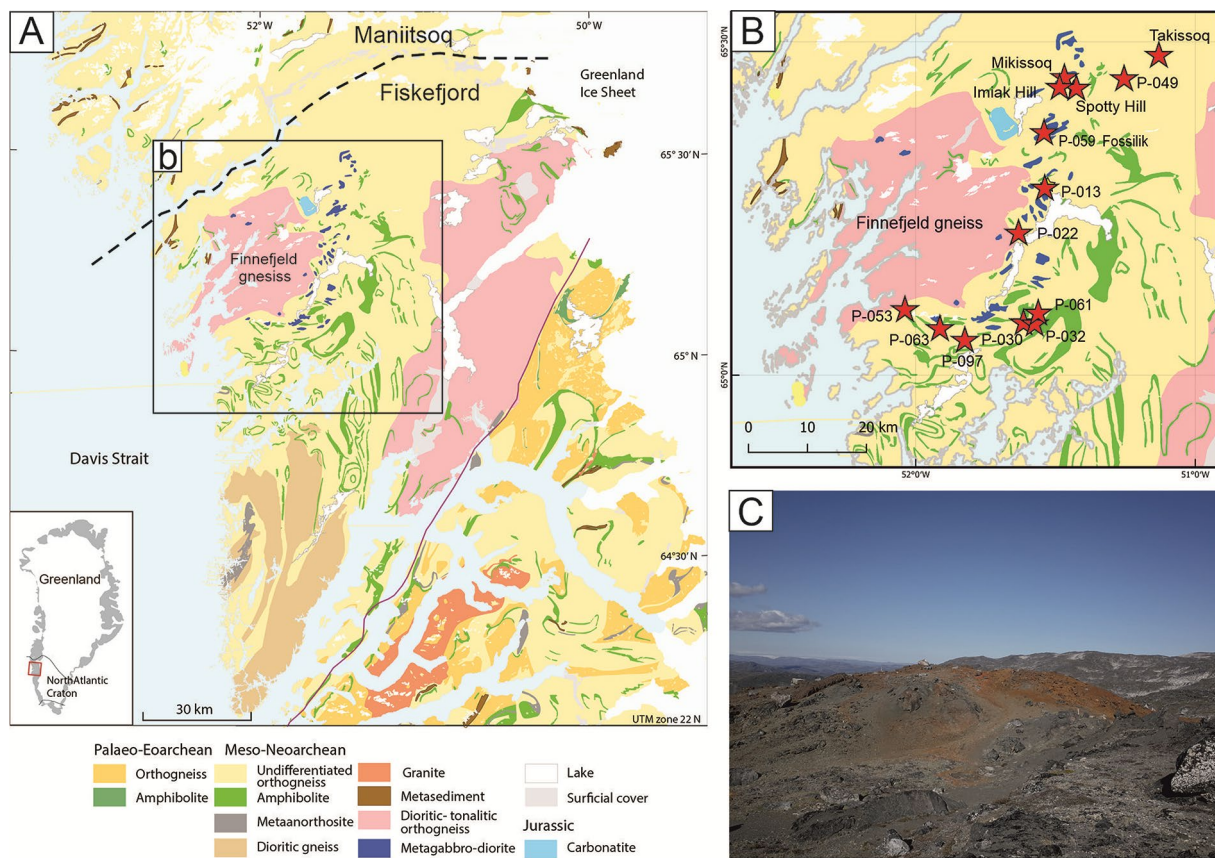 A
52° W
50° W
Maniitsoq
Fiskefjord
Greenland
Ice Sheet
b
65° 30' N
Finnefjeld
gnesiss
65° N
Davis Strait
64° 30' N
Greenland
NorthAtlantic
Craton
30 km
UTM zone 22 N
B
65°30'
Takissoq
Mikissoq
P-049
Imiak Hill
Spotty Hill
P-059 Fossilik
P-013
Finnefjeld gneiss
P-022
P-061
P-053
P-063
P-030
P-032
P-097
65°0'
0 10 20 km
52°0'
51°0'
C
Palaeo-Eoarchean
Orthogneiss
Amphibolite
Meso-Neoarchean
Undifferentiated
orthogneiss
Amphibolite
Metaanorthosite
Dioritic gneiss
Granite
Metasediment
Dioritic- tonalitic
orthogneiss
Metagabbro-diorite
Lake
Surficial cover
Jurassic
Carbonatite